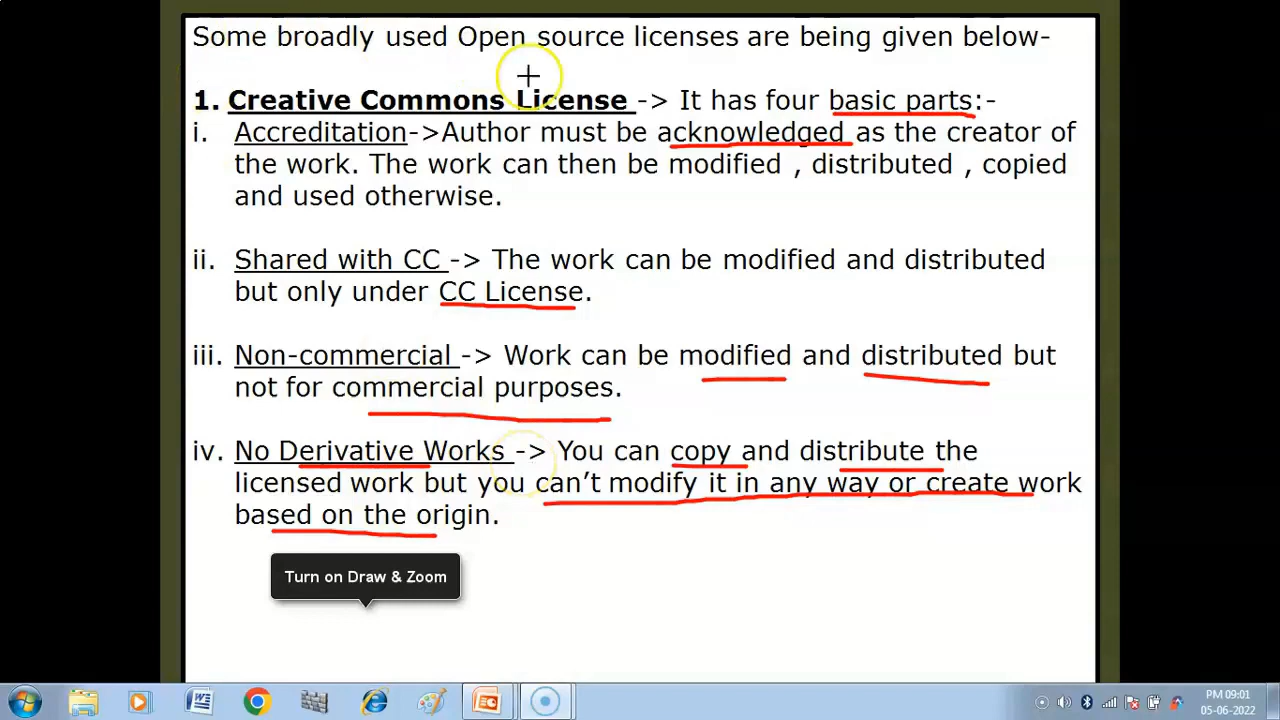 Some broadly used Open source licenses are being given below-
1. Creative Commons License -> It has four basic parts:-
i. Accreditation->Author must be acknowledged as the creator of
the work. The work can then be modified , distributed , copied
and used otherwise.
ii. Shared with CC -> The work can be modified and distributed
but only under CC License.
iii. Non-commercial -> Work can be modified and distributed but
not for commercial purposes.
iv. No Derivative Works -> You can copy and distribute the
licensed work but you can't modify it in any way or create work
based on the origin.
Turn on Draw & Zoom
PM 09:01
05-06-2022